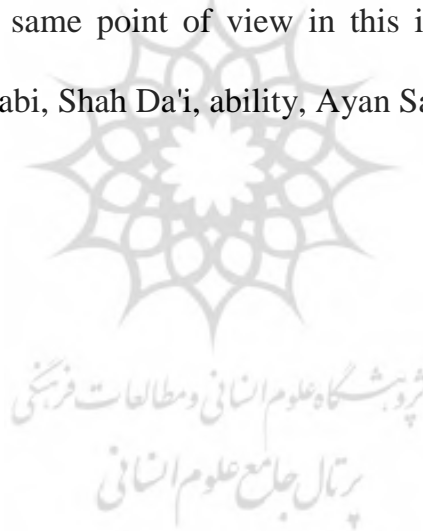 same point of view in this i
abi, Shah Da'i, ability, Ayan Sa
پژوهشگاه علوم انسانی و مطالعات فرهنگی
پرتال جامع علوم انسانی